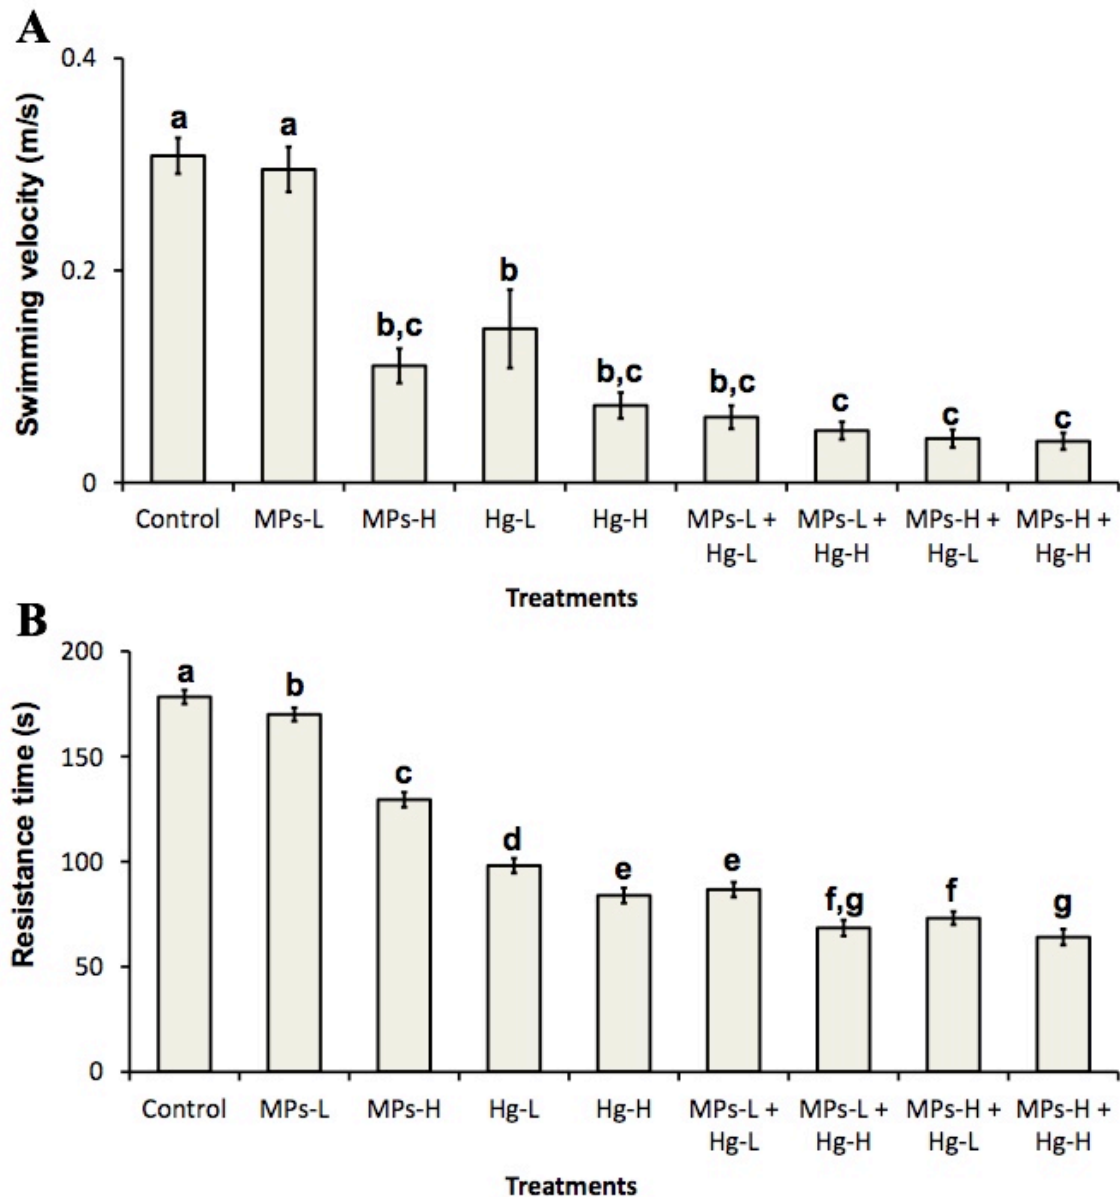 A
Swimming velocity (m/s)
0.4
0.2
0
a
a
b,c
b
b,c
b,c
c
c
c
Control
MPs-L
MPs-H
Hg-L
Hg-H
MPs-L +
Hg-L
MPs-L +
Hg-H
MPs-H +
Hg-L
MPs-H +
Hg-H
Treatments
B
Resistance time (s)
200
150
100
50
0
a
b
c
d
e
e
f,g
f
g
Control
MPs-L
MPs-H
Hg-L
Hg-H
MPs-L +
Hg-L
MPs-L +
Hg-H
MPs-H +
Hg-L
MPs-H +
Hg-H
Treatments